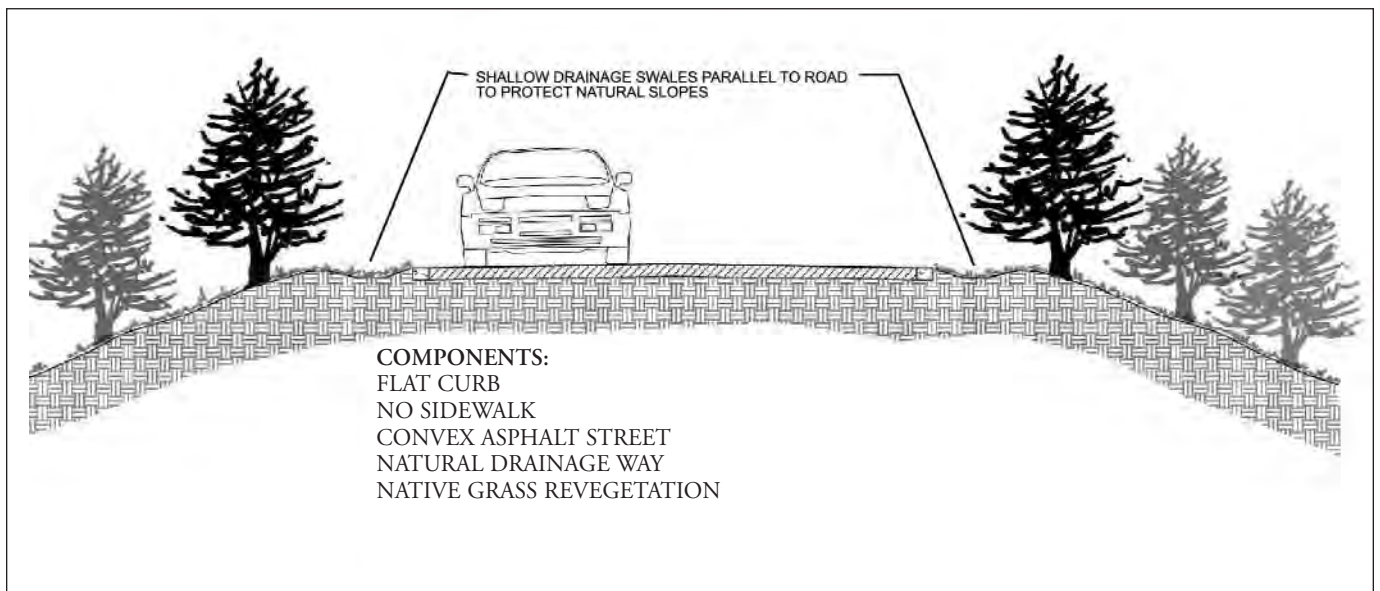 SHALLOW DRAINAGE SWALES PARALLEL TO ROAD
TO PROTECT NATURAL SLOPES
COMPONENTS:
FLAT CURB
NO SIDEWALK
CONVEX ASPHALT STREET
NATURAL DRAINAGE WAY
NATIVE GRASS REVEGETATION